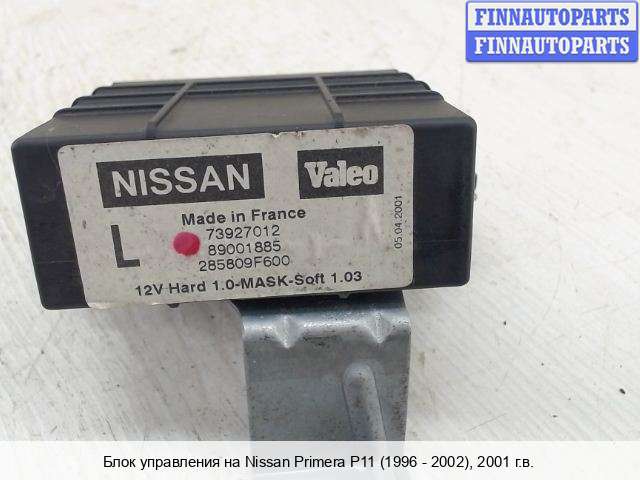 FINNAUTOPARTS
FINNAUTOPARTS
NISSAN
Valeo
Made in France
L
73927012
89001885
285809F600
12V Hard 1.0-MASK-Soft 1.03
05.04.2001
Блок управления на Nissan Primera P11 (1996 - 2002), 2001 г.в.